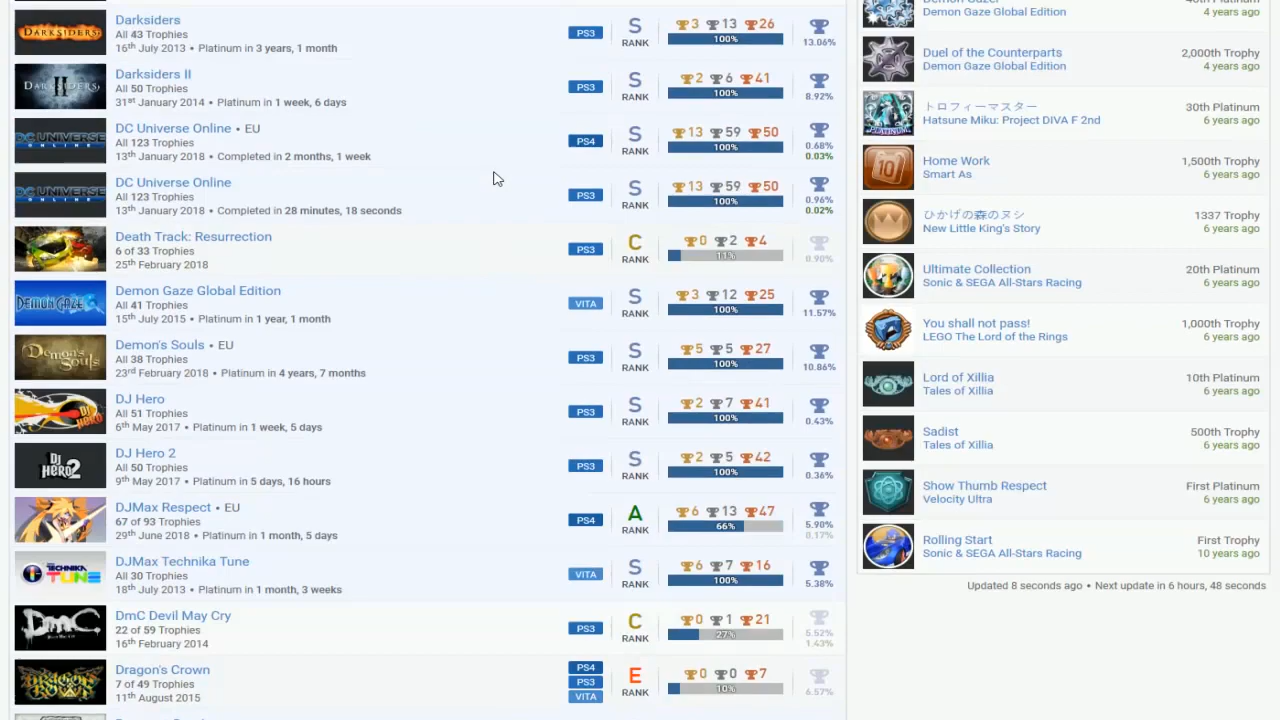 Darksiders
All 43 Trophies
16th July 2013 • Platinum in 3 years, 1 month
PS3
S
RANK
3 13 26
100%
13.06%
Darksiders II
All 50 Trophies
31st January 2014 • Platinum in 1 week, 6 days
PS3
S
RANK
2 6 41
100%
8.92%
DC Universe Online • EU
All 123 Trophies
13th January 2018 • Completed in 2 months, 1 week
PS4
S
RANK
13 59 50
100%
0.68%
0.03%
DC Universe Online
All 123 Trophies
13th January 2018 • Completed in 28 minutes, 18 seconds
PS3
S
RANK
13 59 50
100%
0.96%
0.02%
Death Track: Resurrection
6 of 33 Trophies
25th February 2018
PS3
C
RANK
0 2 4
11%
0.90%
Demon Gaze Global Edition
All 41 Trophies
15th July 2015 • Platinum in 1 year, 1 month
VITA
S
RANK
3 12 25
100%
11.57%
Demon's Souls • EU
All 38 Trophies
23rd February 2018 • Platinum in 4 years, 7 months
PS3
S
RANK
5 5 27
100%
10.86%
DJ Hero
All 51 Trophies
9th May 2017 • Platinum in 1 week, 5 days
PS3
S
RANK
2 7 41
100%
0.43%
DJ Hero 2
All 50 Trophies
9th May 2017 • Platinum in 5 days, 16 hours
PS3
S
RANK
2 5 42
100%
0.36%
DJMax Respect • EU
67 of 93 Trophies
29th June 2018 • Platinum in 1 month, 5 days
PS4
A
RANK
6 13 47
66%
5.90%
0.17%
DJMax Technika Tune
All 30 Trophies
18th July 2013 • Platinum in 1 month, 3 weeks
VITA
S
RANK
6 7 16
100%
5.38%
DmC Devil May Cry
22 of 59 Trophies
16th February 2014
PS3
C
RANK
0 1 21
27%
5.52%
1.43%
Dragon's Crown
7 of 49 Trophies
11th August 2015
PS4
PS3
VITA
E
RANK
0 0 7
10%
6.57%
Demon Gaze Global Edition
4 years ago
Duel of the Counterparts
Demon Gaze Global Edition
2,000th Trophy
4 years ago
トロフィーマスター
Hatsune Miku: Project DIVA F 2nd
30th Platinum
6 years ago
Home Work
Smart As
1,500th Trophy
6 years ago
ひかげの森のヌシ
New Little King's Story
1337 Trophy
6 years ago
Ultimate Collection
Sonic & SEGA All-Stars Racing
20th Platinum
6 years ago
You shall not pass!
LEGO The Lord of the Rings
1,000th Trophy
6 years ago
Lord of Xillia
Tales of Xillia
10th Platinum
6 years ago
Sadist
Tales of Xillia
500th Trophy
6 years ago
Show Thumb Respect
Velocity Ultra
First Platinum
6 years ago
Rolling Start
Sonic & SEGA All-Stars Racing
First Trophy
10 years ago
Updated 8 seconds ago • Next update in 6 hours, 48 seconds